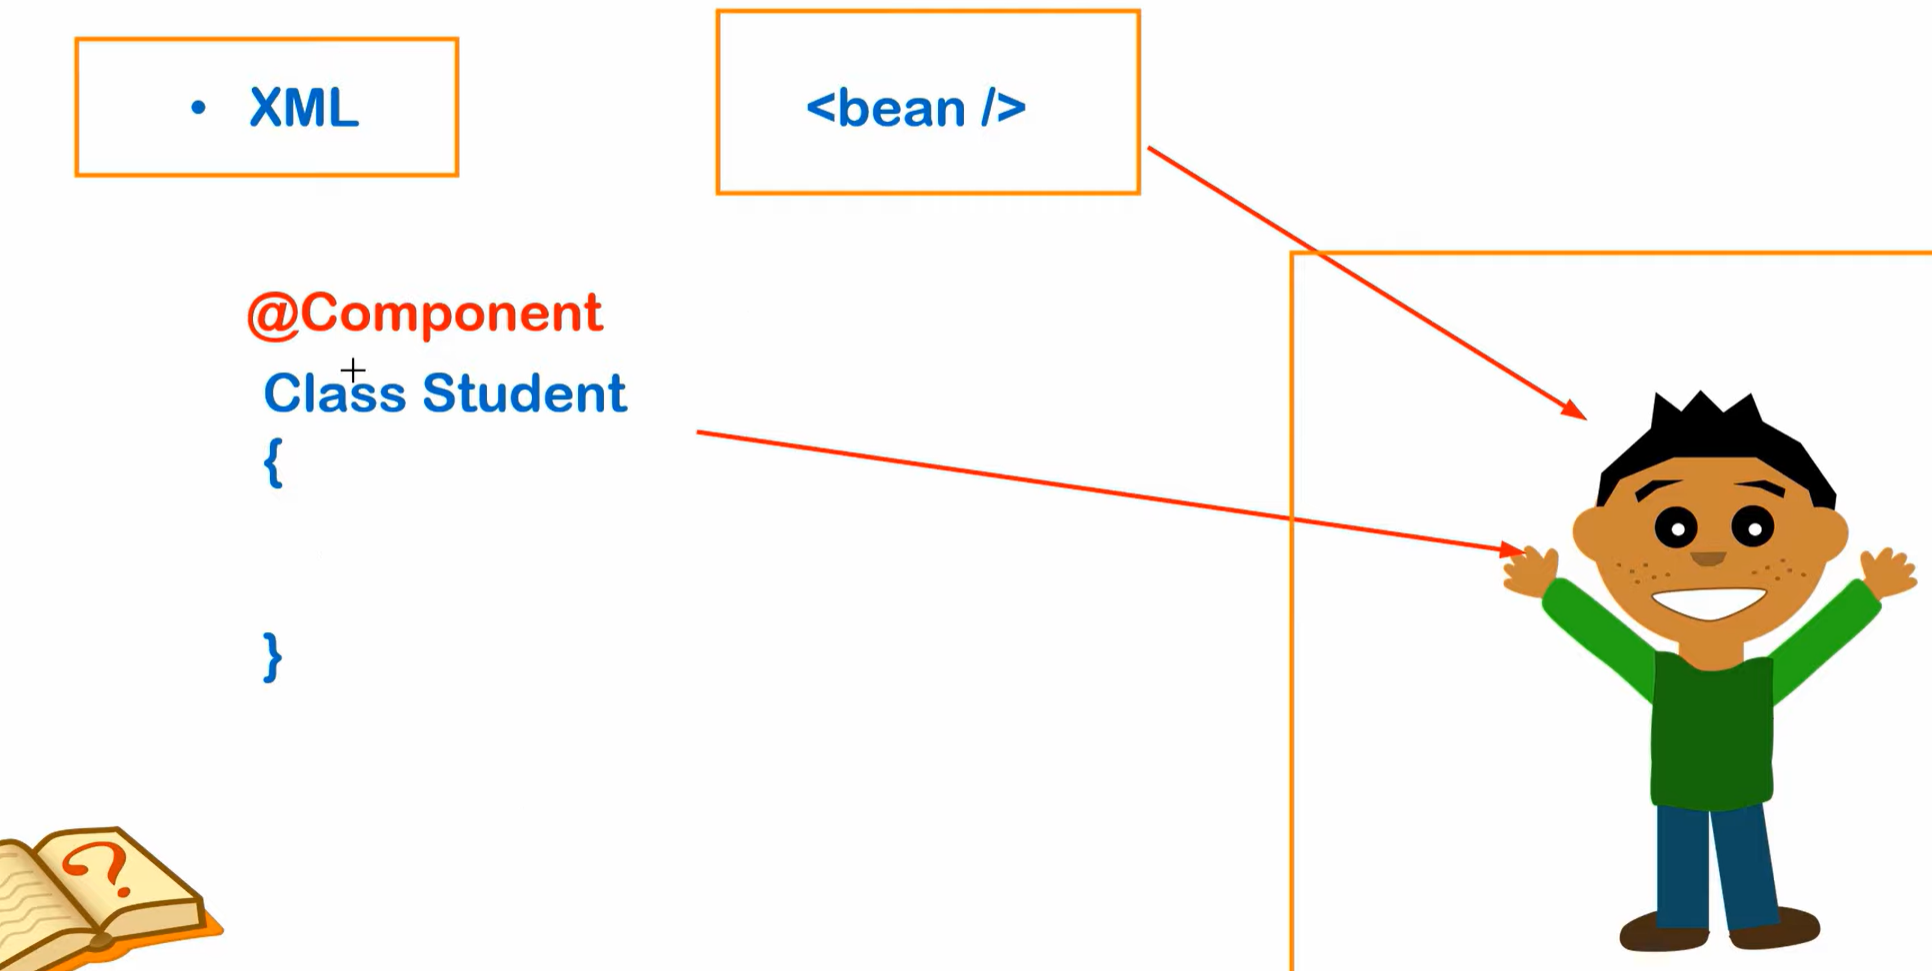 • XML
<bean />
@Component
Class Student
{
}
?